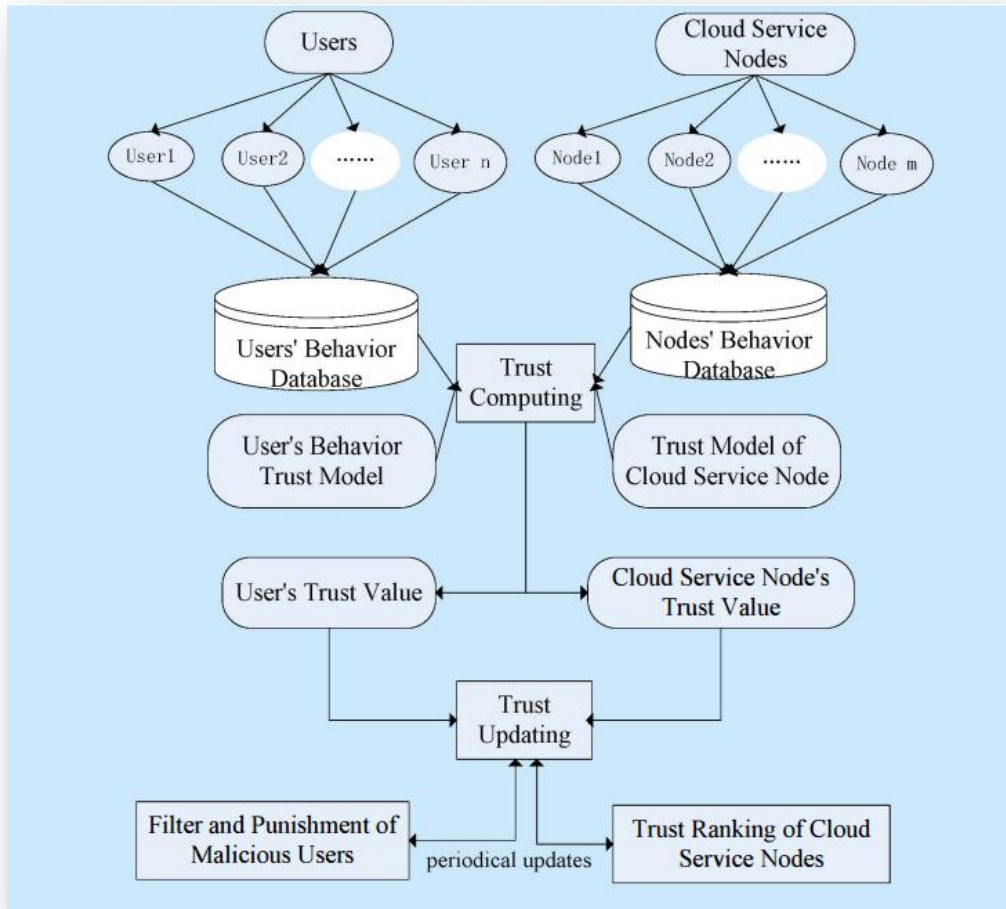 Users
Cloud Service
Nodes
User1
User2
......
User n
Node1
Node2
......
Node m
Users' Behavior
Database
Nodes' Behavior
Database
Trust
Computing
User's Behavior
Trust Model
Trust Model of
Cloud Service Node
User's Trust Value
Cloud Service Node's
Trust Value
Trust
Updating
Filter and Punishment of
Malicious Users
periodical updates
Trust Ranking of Cloud
Service Nodes